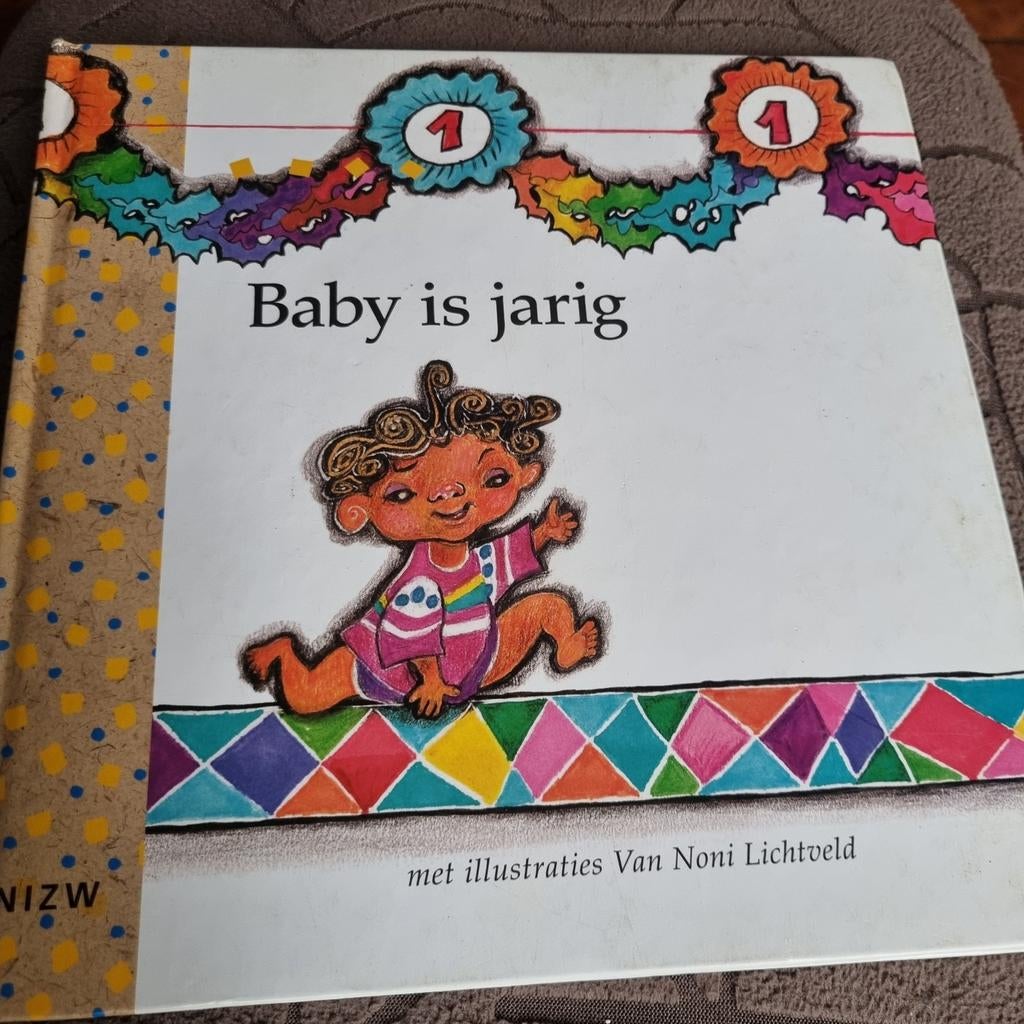 1 1
Baby is jarig
met illustraties Van Noni Lichtveld
NIZW